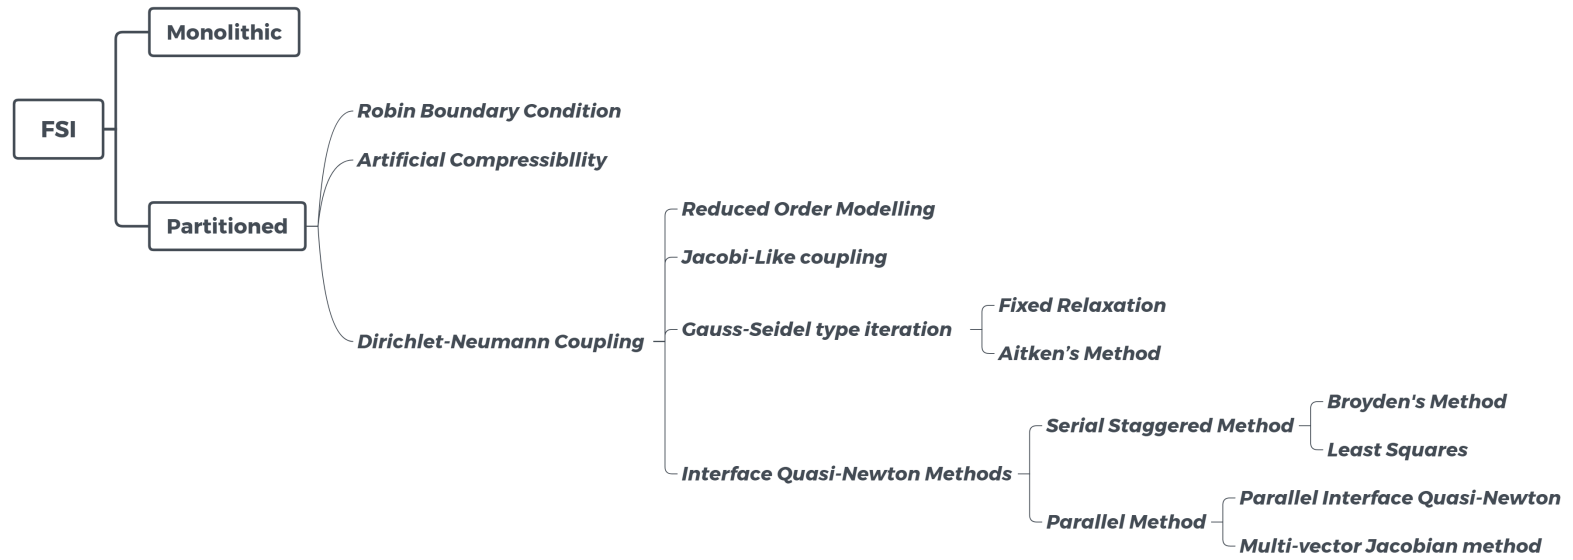 Monolithic
FSI
Robin Boundary Condition
Artificial Compressibllity
Partitioned
Reduced Order Modelling
Jacobi-Like coupling
Gauss-Seidel type iteration
Fixed Relaxation
Aitken’s Method
Dirichlet-Neumann Coupling
Interface Quasi-Newton Methods
Serial Staggered Method
Broyden's Method
Least Squares
Parallel Method
Parallel Interface Quasi-Newton
Multi-vector Jacobian method